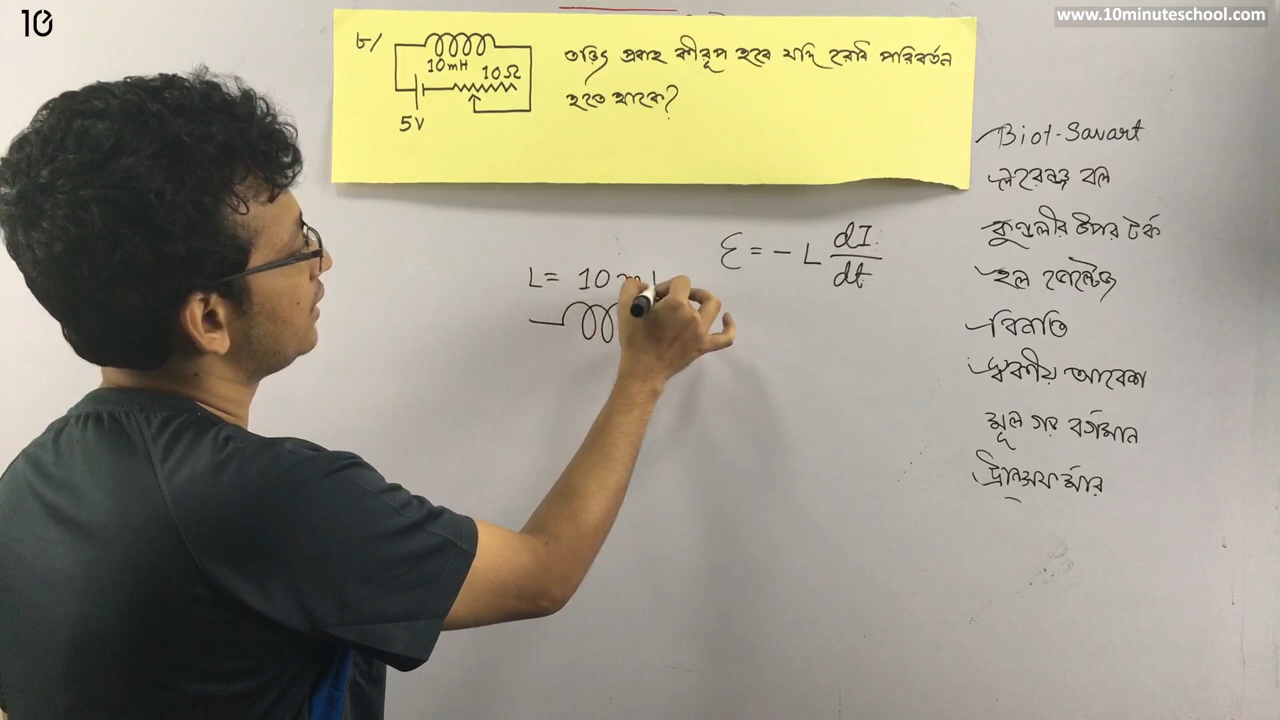 10
www.10minuteschool.com
৮/
10mH
10Ω
5V
তড়িৎ প্রবাহ কীরূপ হবে যদি রোধ পরিবর্তন
হতে থাকে?
Biot-Savart
লরেঞ্জ বল
কুণ্ডলীর উপর টর্ক
হল ভোল্টেজ
বিনতি
স্বকীয় আবেশ
মূল গড় বর্গমান
ট্রান্সফর্মার
ε = - L dI/dt
L = 10 m